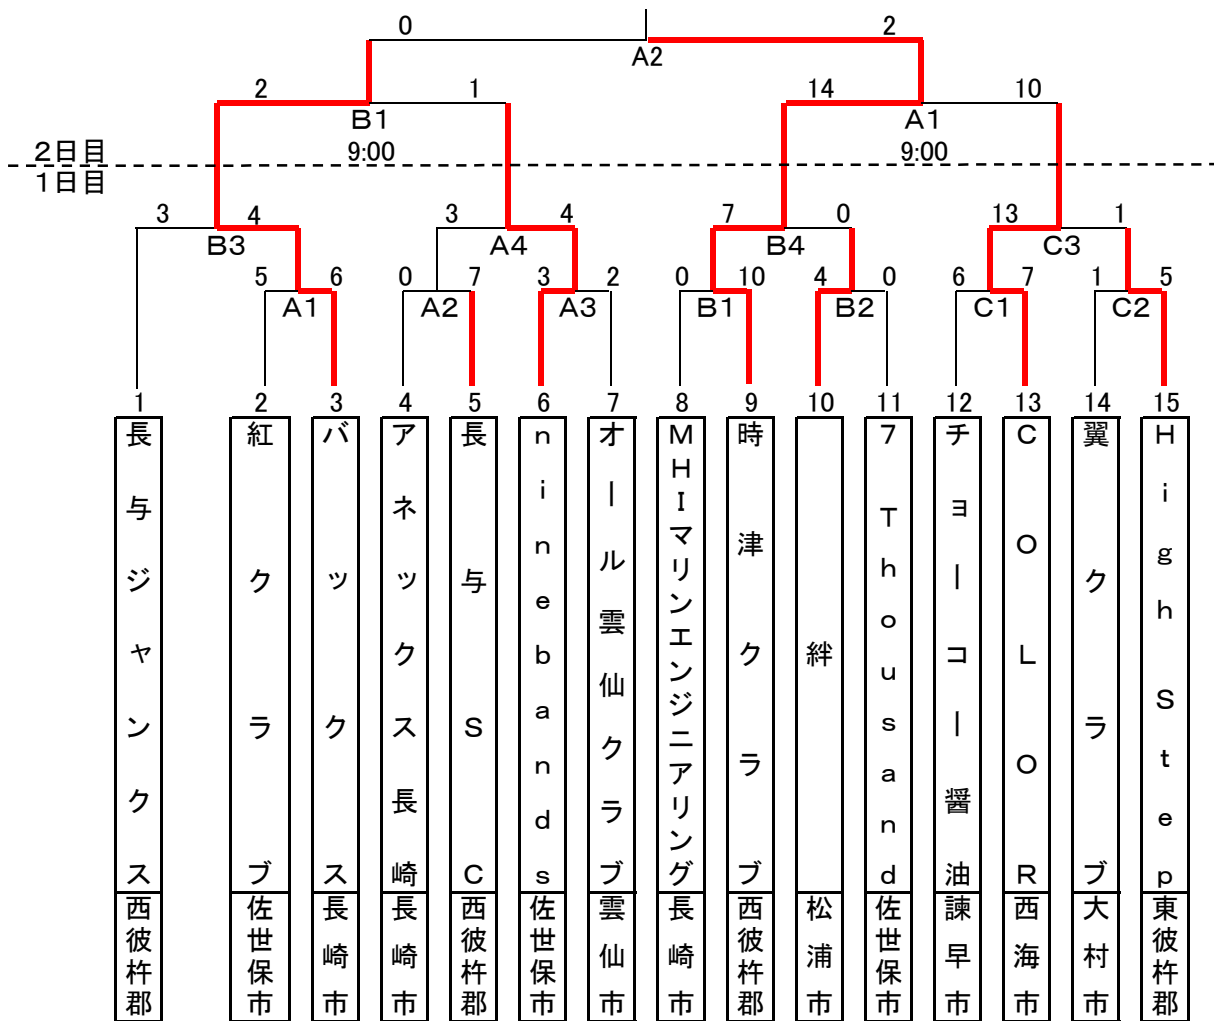 0 2
A2
2 1 14 10
B1 A1
2日目 9:00 9:00
1日目
3 4 3 4 7 0 13 1
B3 A4 B4 C3
5 6 0 7 3 2 0 10 4 0 6 7 1 5
A1 A2 A3 B1 B2 C1 C2
1 2 3 4 5 6 7 8 9 10 11 12 13 14 15
長与ジャンクス
西彼杵郡
紅クラブ
佐世保市
バックス
長崎市
アネックス長崎
長崎市
長与SC
西彼杵郡
ninebands
佐世保市
オール雲仙クラブ
雲仙市
MHIマリンエンジニアリング
長崎市
時津クラブ
西彼杵郡
絆
松浦市
7Thousand
佐世保市
チョーコー醤油
諫早市
COLOR
西海市
翼クラブ
大村市
High Step
東彼杵郡